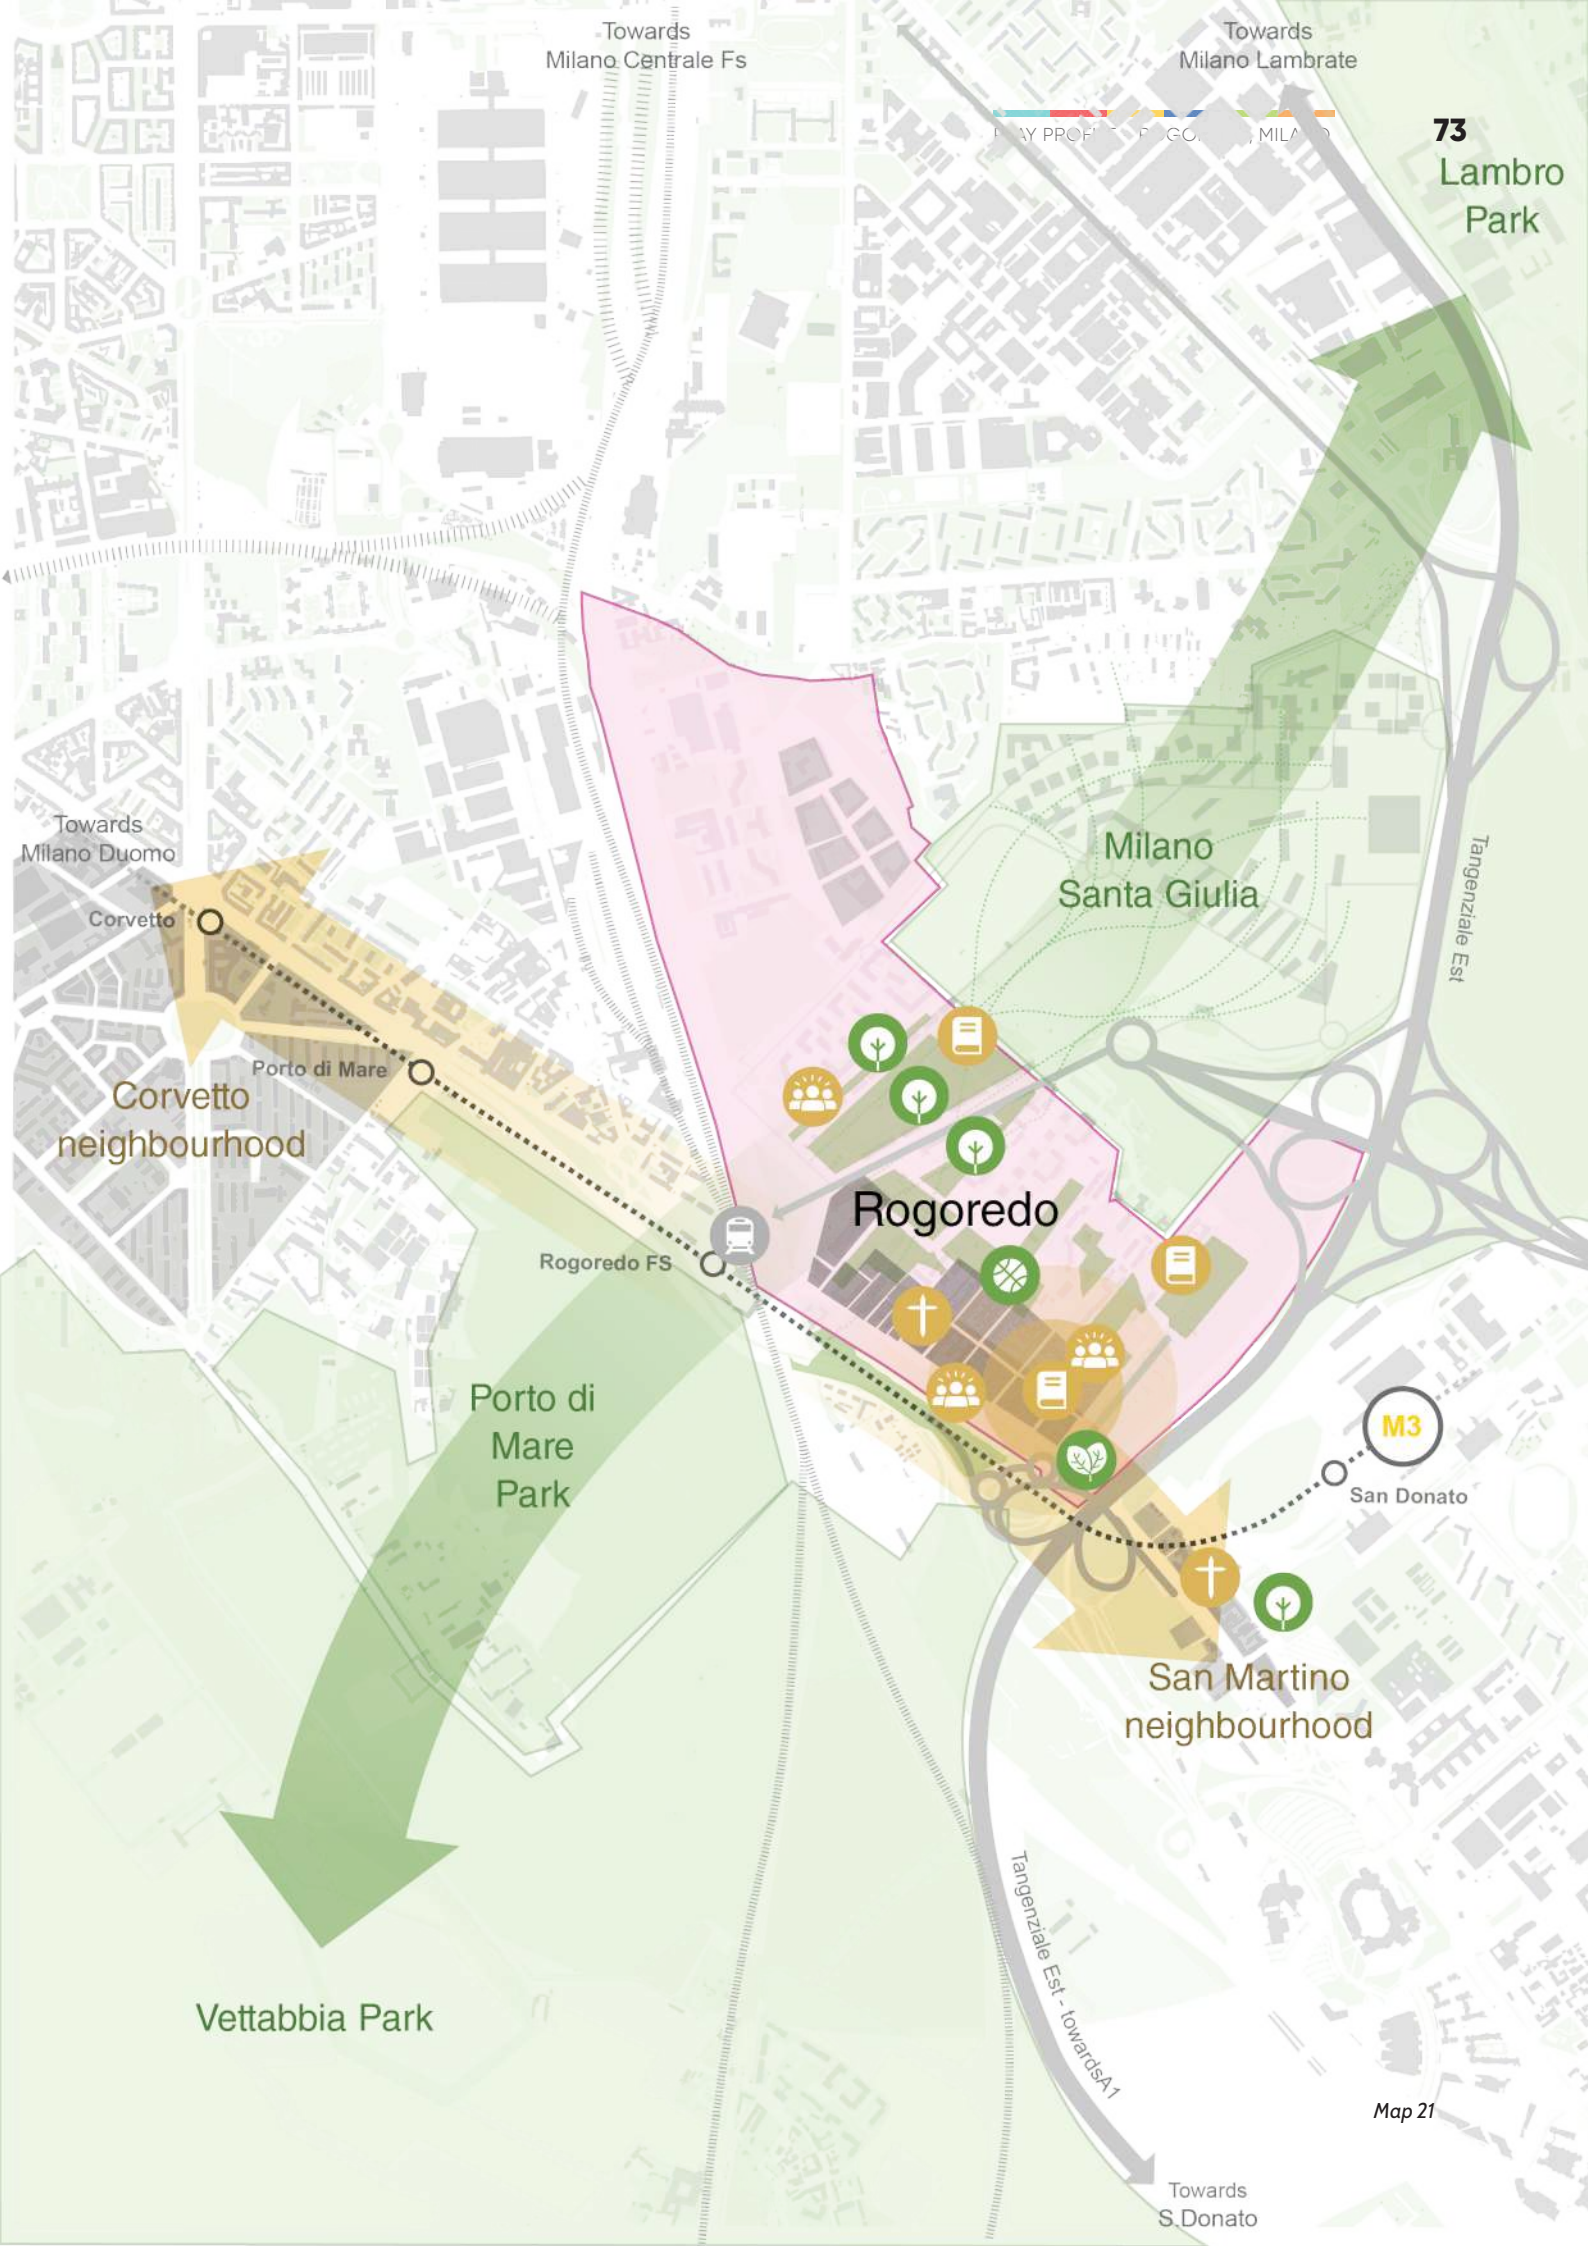 Towards
Milano Centrale Fs
Towards
Milano Lambrate
MILANO
73
Lambro
Park
Towards
Milano Duomo
Corvetto
Milano
Santa Giulia
Tangenziale Est
Porto di Mare
Corvetto
neighbourhood
Rogoredo
Rogoredo FS
Porto di
Mare
Park
M3
San Donato
San Martino
neighbourhood
Tangenziale Est - towardsA1
Vettabbia Park
Map 21
Towards
S.Donato